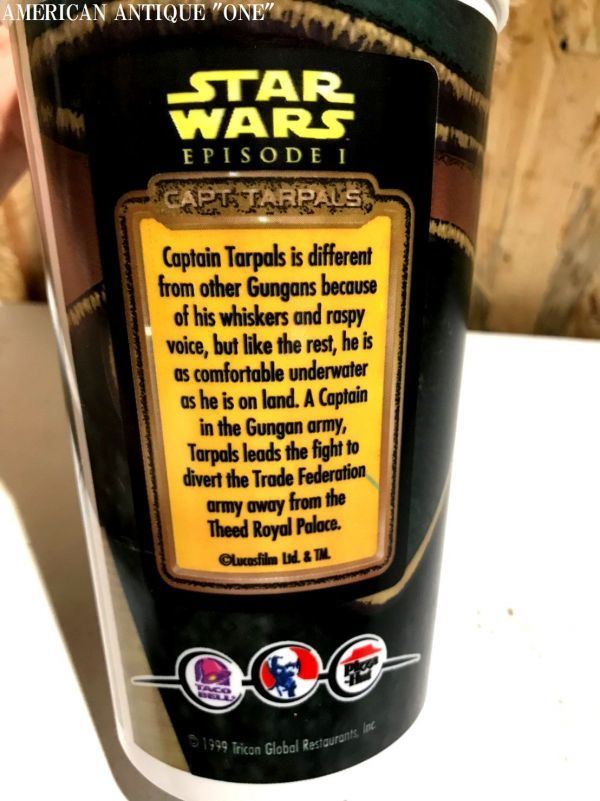 AMERICAN ANTIQUE "ONE"
STAR
WARS
EPISODE I
CAPT. TARPALS
Captain Tarpals is different
from other Gungans because
of his whiskers and raspy
voice, but like the rest, he is
as comfortable underwater
as he is on land. A Captain
in the Gungan army,
Tarpals leads the fight to
divert the Trade Federation
army away from the
Theed Royal Palace.
©Lucasfilm Ltd. & TM.
TACO
BELL
Pizza
Hut
©1999 Tricon Global Restaurants, Inc.